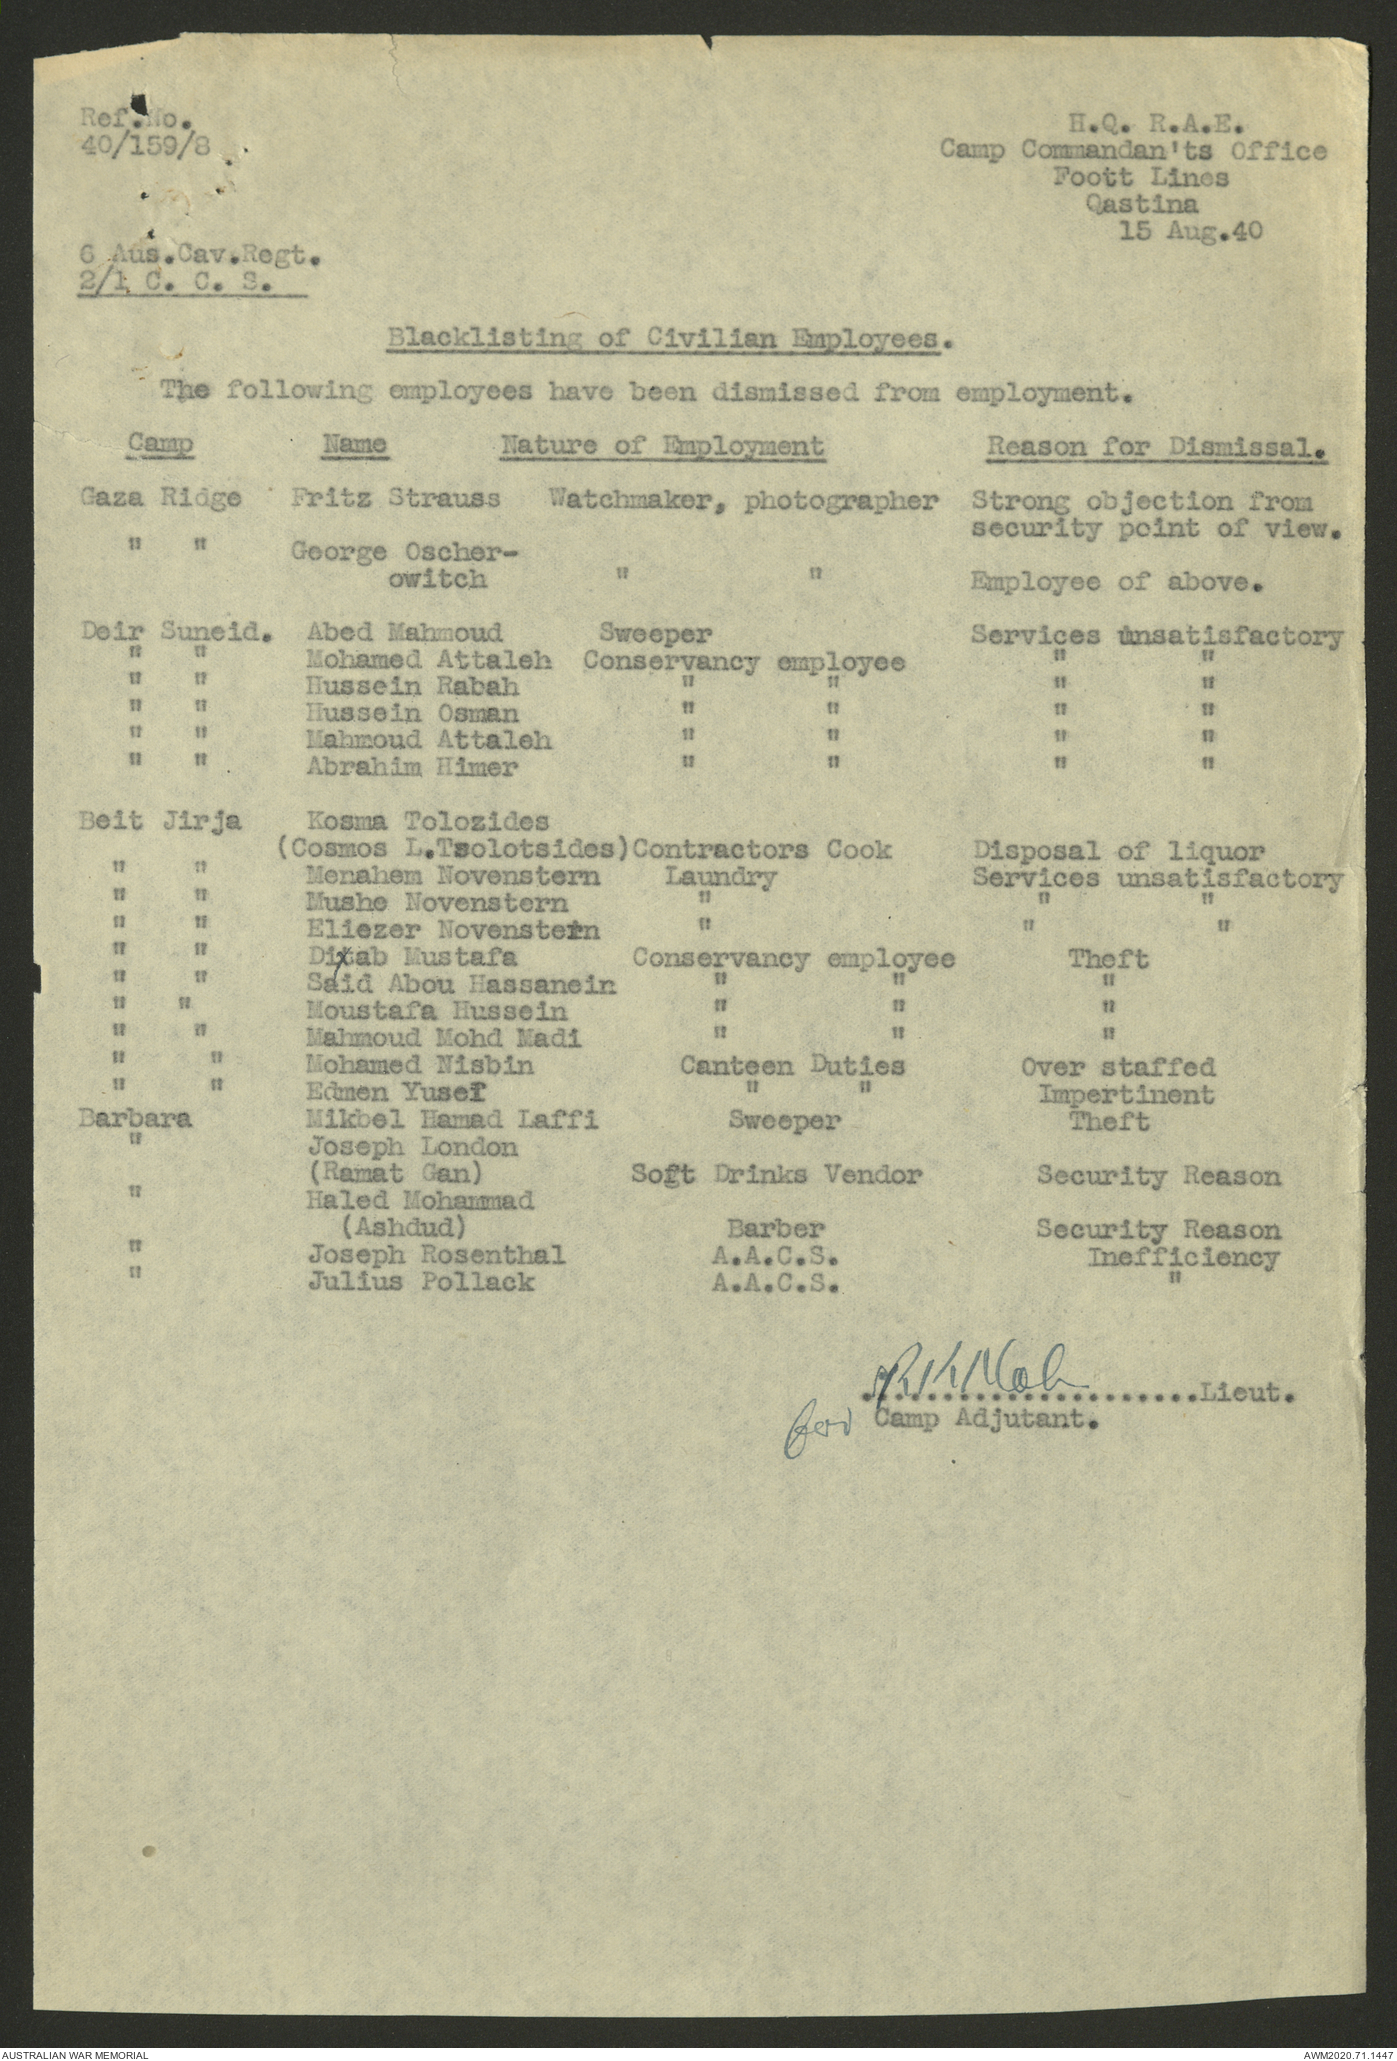 Ref.No.
40/159/8
H.Q. R.A.E.
Camp Commandan'ts Office
Foott Lines
Qastina
15 Aug.40
6 Aus.Cav.Regt.
2/1 C. C. S.
Blacklisting of Civilian Employees.
The following employees have been dismissed from employment.
Camp Name Nature of Employment Reason for Dismissal.
Gaza Ridge Fritz Strauss Watchmaker, photographer Strong objection from
security point of view.
" " George Oscher-
owitch " " Employee of above.
Deir Suneid. Abed Mahmoud Sweeper Services unsatisfactory
" " Mohamed Attaleh Conservancy employee " "
" " Hussein Rabah " " " "
" " Hussein Osman " " " "
" " Mahmoud Attaleh " " " "
" " Abrahim Himer " " " "
Beit Jirja Kosma Tolozides
(Cosmos L.Tsolotsides) Contractors Cook Disposal of liquor
" " Menahem Novenstern Laundry Services unsatisfactory
" " Mushe Novenstern " " "
" " Eliezer Novenstern " " "
" " Diab Mustafa Conservancy employee Theft
" " Said Abou Hassanein " " "
" " Moustafa Hussein " " "
" " Mahmoud Mohd Madi " " "
" " Mohamed Nisbin Canteen Duties Over staffed
" " Edmen Yusef " " Impertinent
Barbara Mikbel Hamad Laffi Sweeper Theft
" Joseph London
(Ramat Gan) Soft Drinks Vendor Security Reason
" Haled Mohammad
(Ashdud) Barber Security Reason
" Joseph Rosenthal A.A.C.S. Inefficiency
" Julius Pollack A.A.C.S. "
....................Lieut.
for Camp Adjutant.
AUSTRALIAN WAR MEMORIAL
AWM2020.71.1447